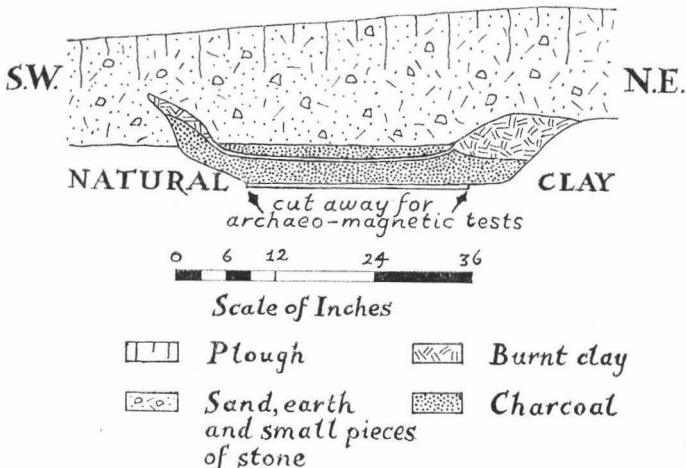 S.W.
N.E.
NATURAL
CLAY
cut away for
archaeo-magnetic tests
0 6 12 24 36
Scale of Inches
Plough
Burnt clay
Sand, earth
and small pieces
of stone
Charcoal